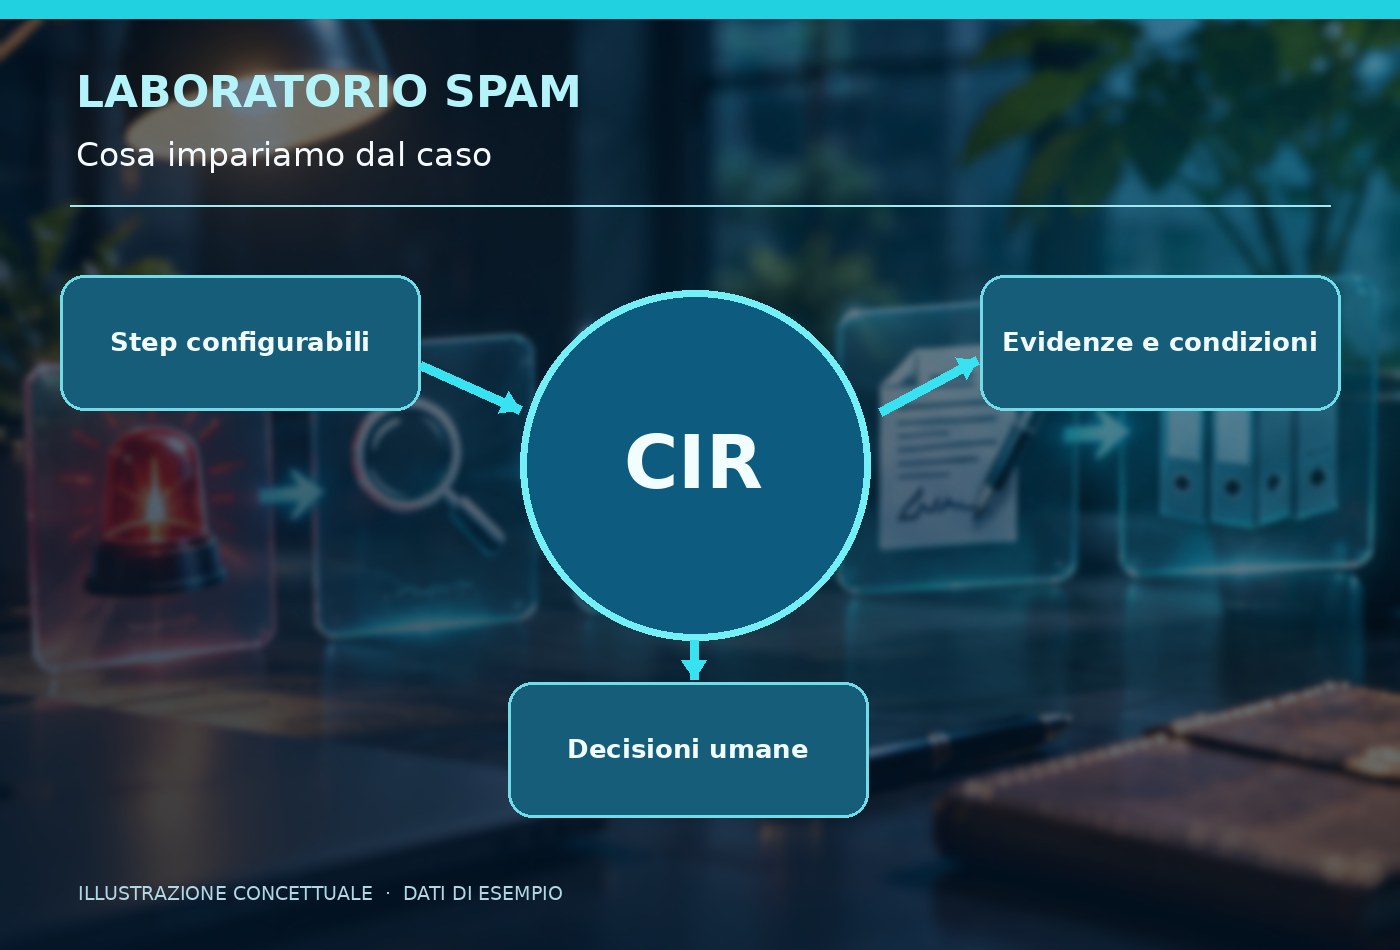 LABORATORIO SPAM
Cosa impariamo dal caso
Step configurabili
Evidenze e condizioni
CIR
Decisioni umane
ILLUSTRAZIONE CONCETTUALE · DATI DI ESEMPIO